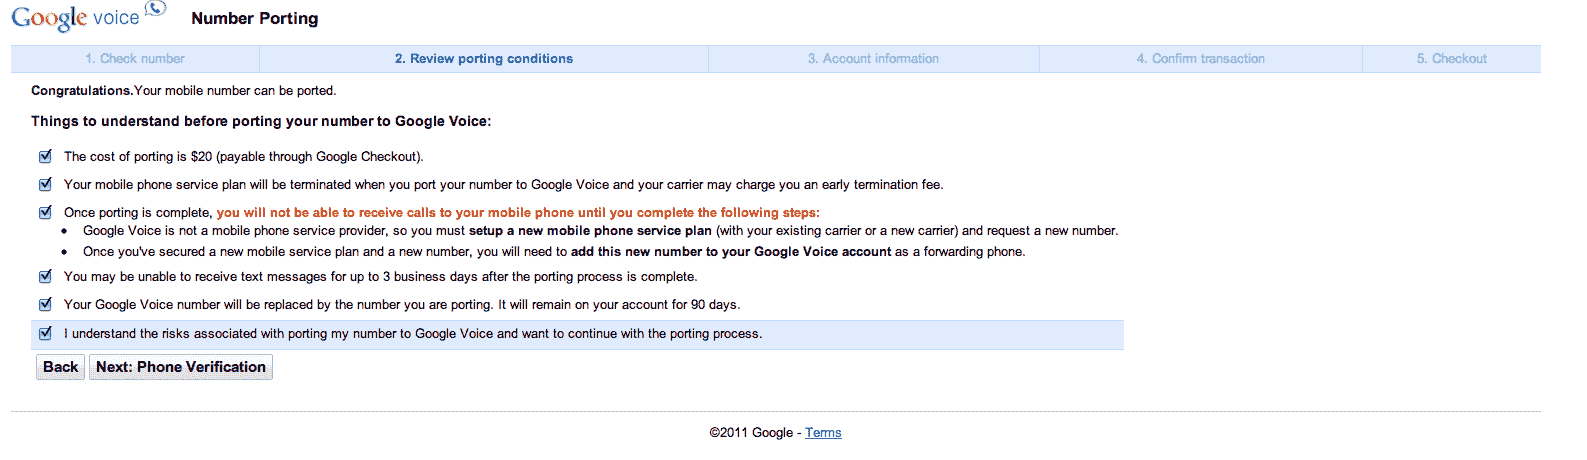 Google voice Number Porting
1. Check number 2. Review porting conditions 3. Account information 4. Confirm transaction 5. Checkout
Congratulations.Your mobile number can be ported.
Things to understand before porting your number to Google Voice:
The cost of porting is $20 (payable through Google Checkout).
Your mobile phone service plan will be terminated when you port your number to Google Voice and your carrier may charge you an early termination fee.
Once porting is complete, you will not be able to receive calls to your mobile phone until you complete the following steps:
• Google Voice is not a mobile phone service provider, so you must setup a new mobile phone service plan (with your existing carrier or a new carrier) and request a new number.
• Once you've secured a new mobile service plan and a new number, you will need to add this new number to your Google Voice account as a forwarding phone.
You may be unable to receive text messages for up to 3 business days after the porting process is complete.
Your Google Voice number will be replaced by the number you are porting. It will remain on your account for 90 days.
I understand the risks associated with porting my number to Google Voice and want to continue with the porting process.
Back Next: Phone Verification
©2011 Google - Terms